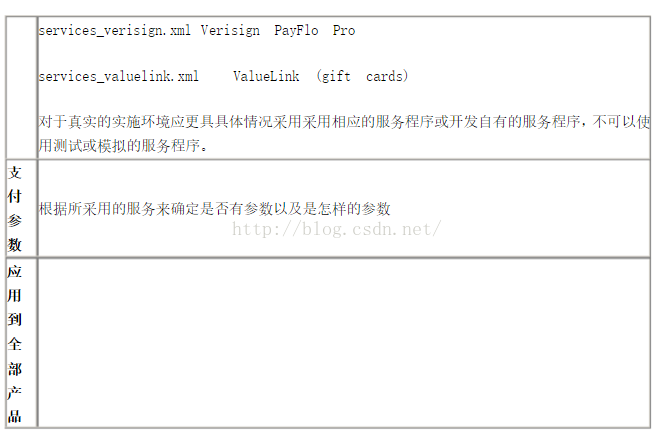 services_verisign.xml Verisign PayFlo Pro
services_valuelink.xml ValueLink (gift cards)
对于真实的实施环境应更具具体情况采用采用相应的服务程序或开发自有的服务程序，不可以使
用测试或模拟的服务程序。
支
付
参
数
根据所采用的服务来确定是否有参数以及是怎样的参数
http://blog.csdn.net/
应
用
到
全
部
产
品